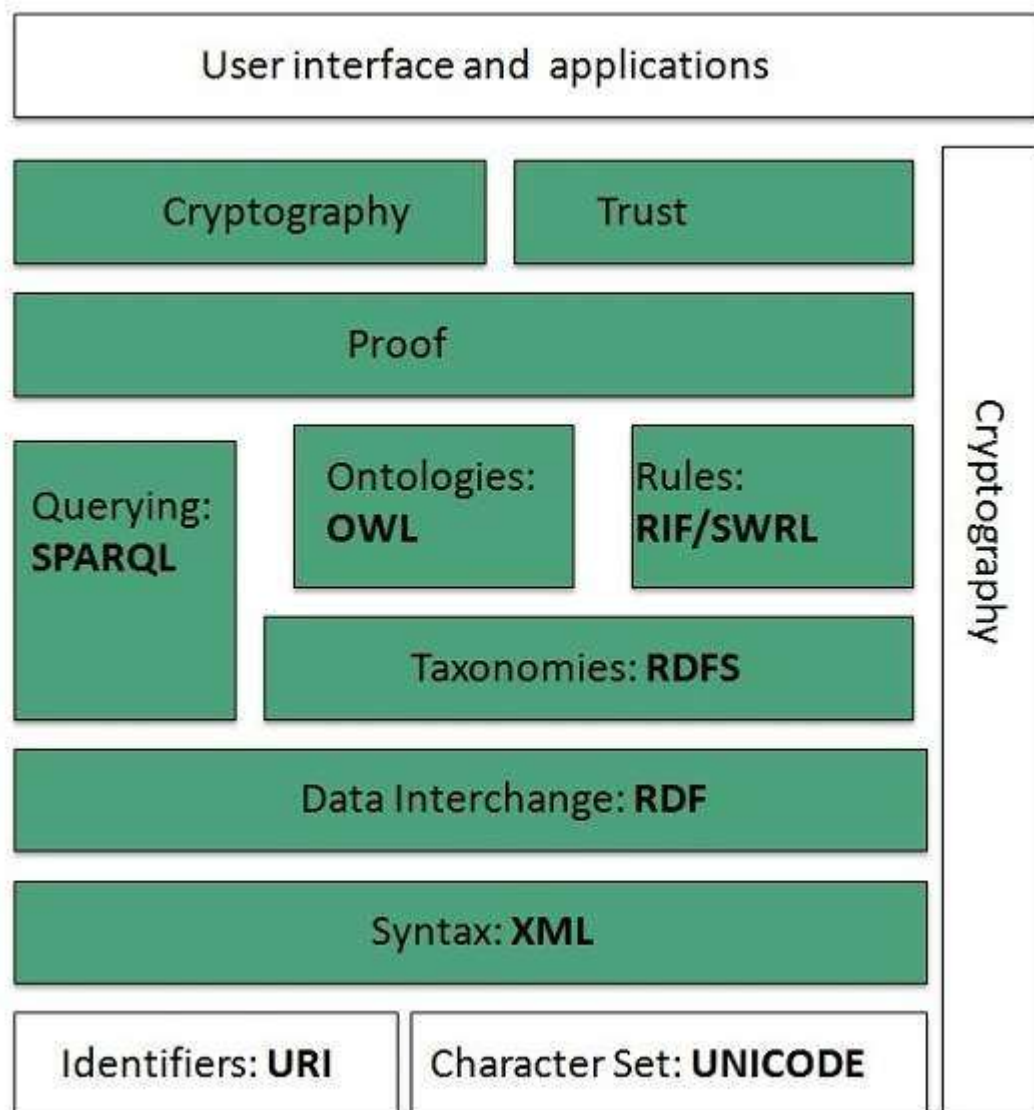 User interface and applications
Cryptography
Trust
Proof
Querying:
SPARQL
Ontologies:
OWL
Rules:
RIF/SWRL
Taxonomies: RDFS
Data Interchange: RDF
Syntax: XML
Identifiers: URI
Character Set: UNICODE
Cryptography